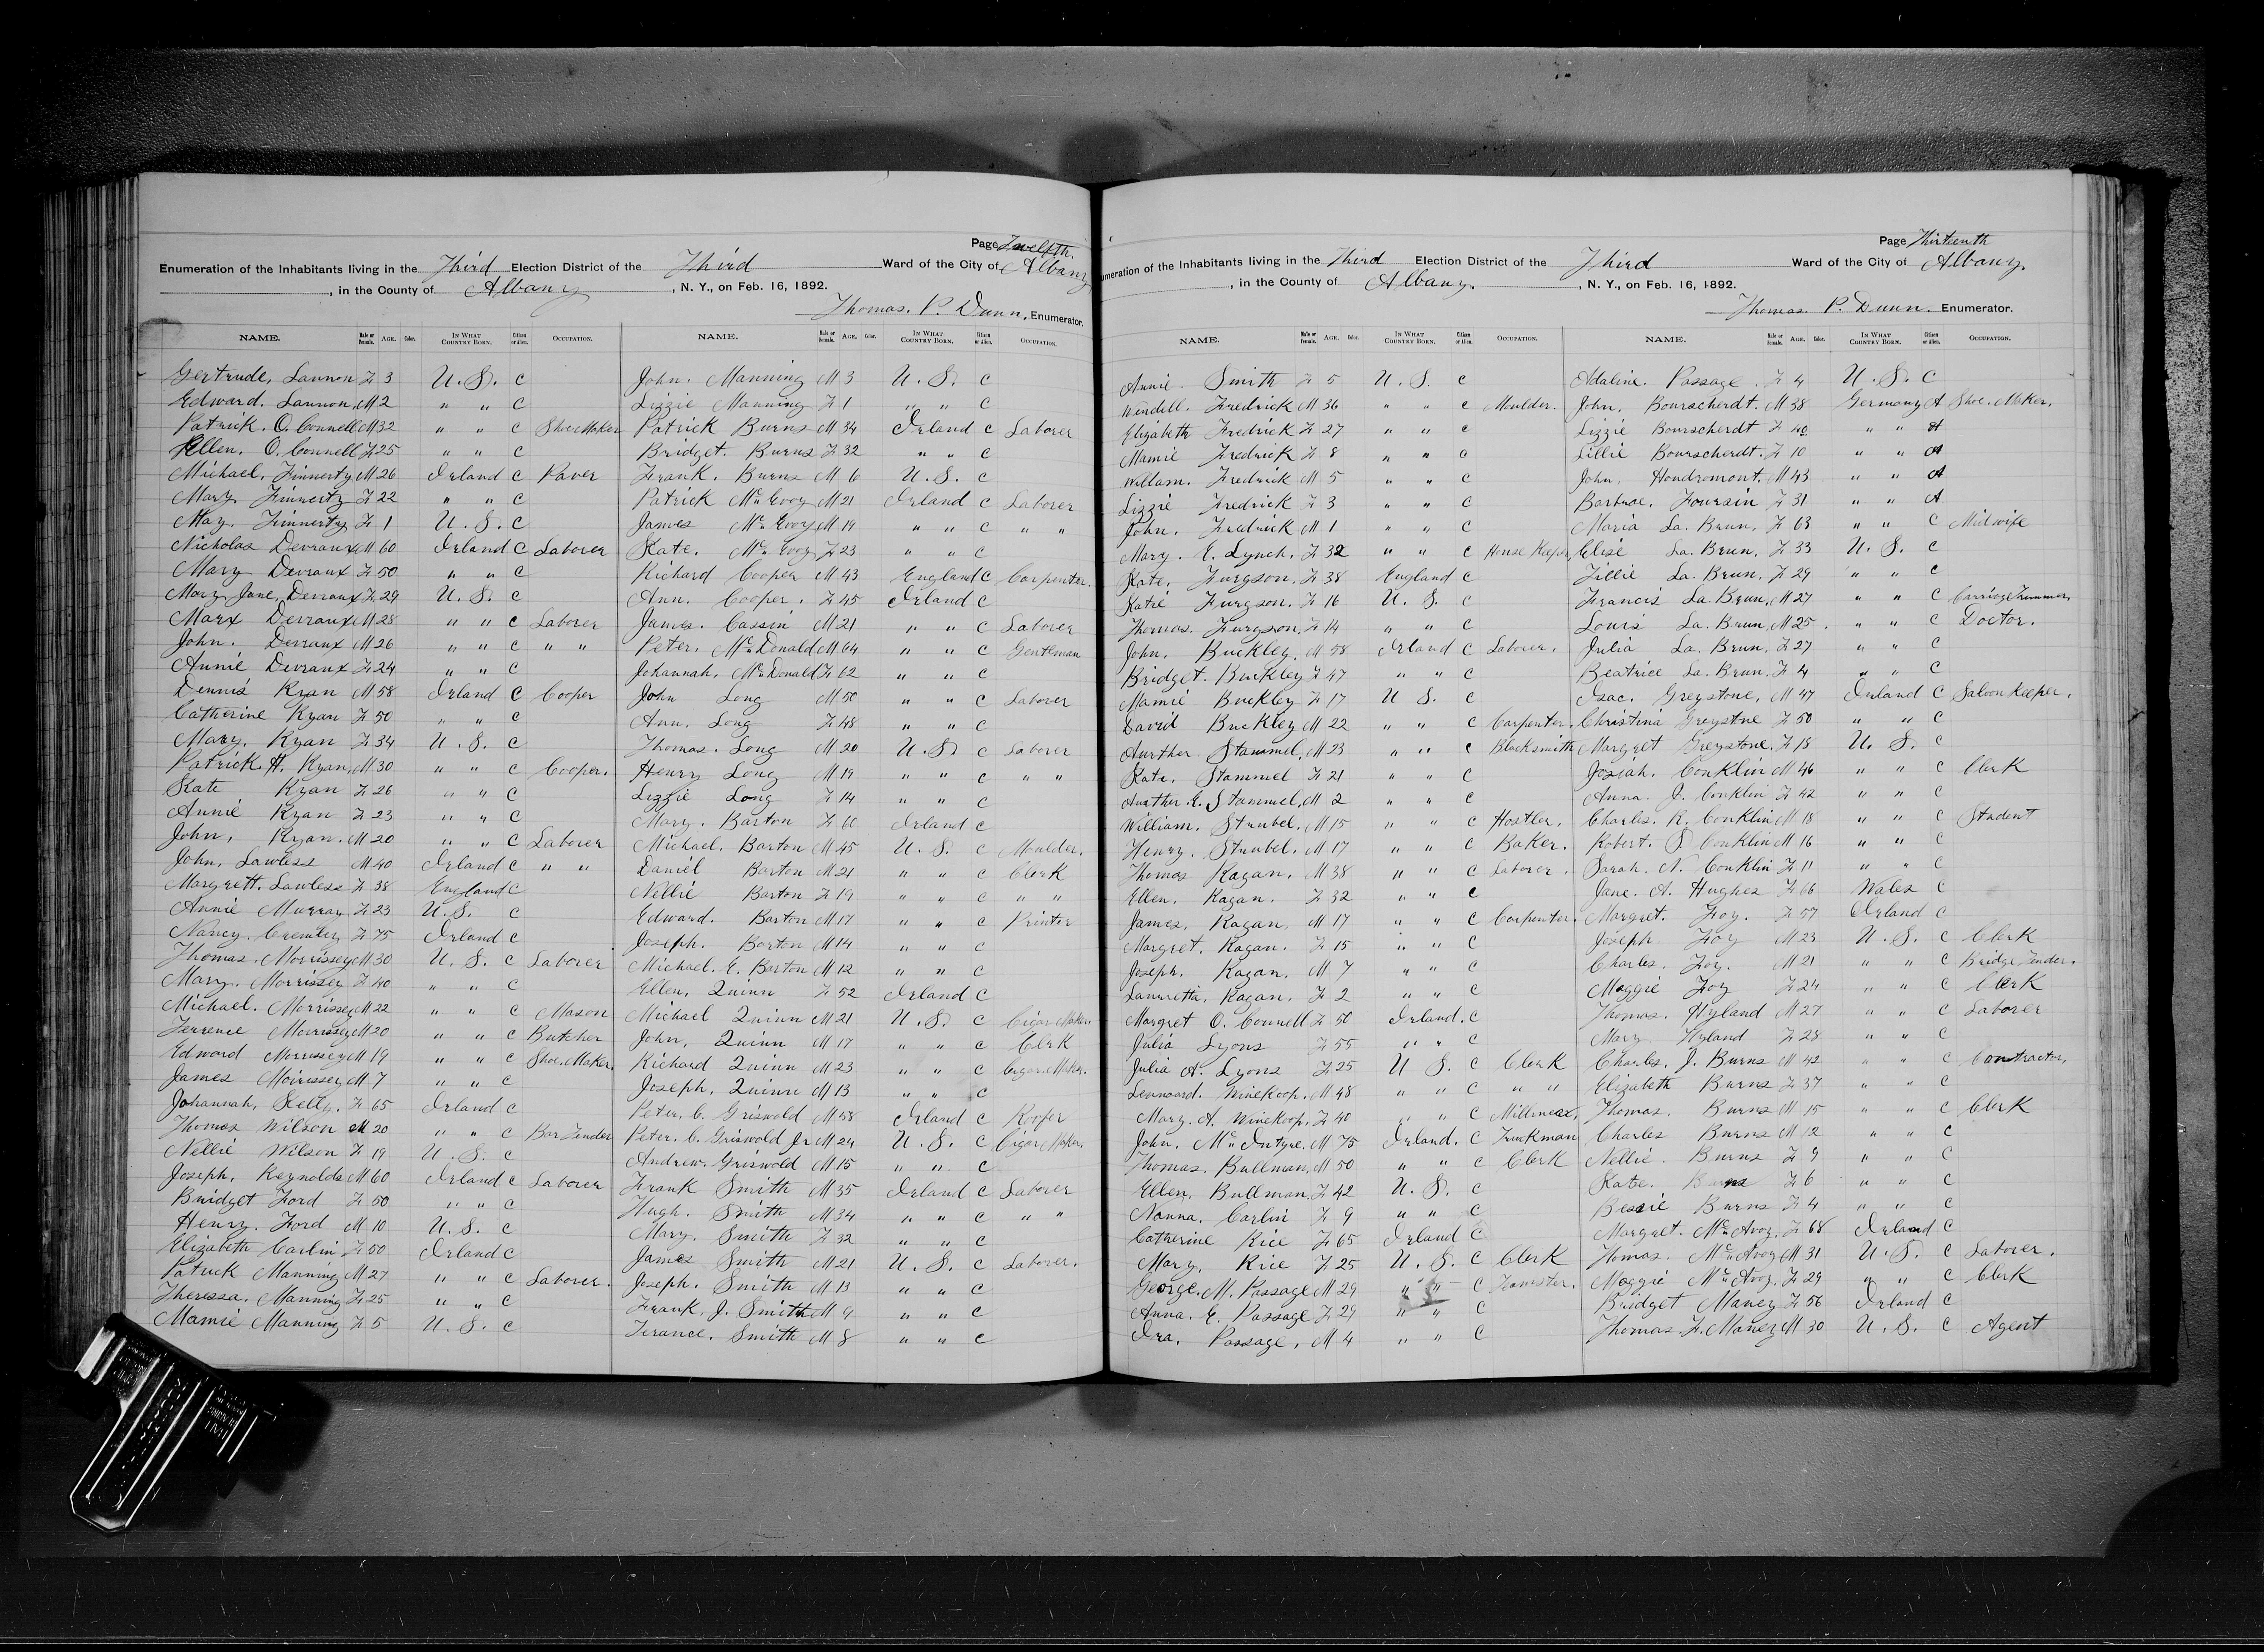 Page Twelfth.
Enumeration of the Inhabitants living in the Third Election District of the Third Ward of the City of Albany
, in the County of Albany, N. Y., on Feb. 16, 1892.
Thomas. P. Dunn, Enumerator.
NAME. Male or Female. AGE. Color. IN WHAT COUNTRY BORN. Citizen or Alien. OCCUPATION.
Gertrude, Lannon F 3 U. S. C
Edward. Lannon, M 2 " " C
Patrick. O. Connell M 32 " " C Shoe Maker
Ellen. O. Connell F 25 " " C
Michael, Finnerty M 26 Irland C Paver
Mary Finnerty F 22 " " C
May. Finnerty F 1 U. S. C
Nicholas Devraux M 60 Irland C Laborer
Mary Devraux F 50 " " C
Mary Jane, Devraux F 29 U. S. C
Marx Devraux M 28 " " C Laborer
John. Devraux M 26 " " C " "
Annie Devraux F 24 " " C
Dennis Ryan M 58 Irland C Cooper
Catherine Ryan F 50 " " C
Mary. Ryan F 34 U. S. C
Patrick. H. Ryan, M 30 " " C Cooper.
Kate Ryan F 26 " " C
Annie Ryan F 23 " " C
John, Ryan. M 20 " " C Laborer
John, Lawless M 40 Irland C " "
Margrett. Lawless F 38 England C
Annie Murray F 23 U. S. C
Nancy. F 75 Irland C
Thomas. Morrissey M 30 U. S. C Laborer
Mary. Morrissey F 40 " " C
Michael. Morrissey M 22 " " C Mason
Terrence Morrissey M 20 " " C Butcher
Edward Morrissey M 19 " " C Shoe. Maker
James Moirissey M 7 " " C
Johannah, Kelly. F 65 Irland C
Thomas Wilson M 20 " " C Bar Tender
Nellie Wilson F 19 U. S. C
Joseph, Reynolds M 60 Irland C Laborer
Bridget Ford F 50 " " C
Henry. Ford M 10 U. S. C
Elizabeth Carlin F 50 Irland C
Patrick Manning M 27 " " C Laborer.
Theressa. Manning F 25 " " C
Mamie Manning F 5 U. S. C
NAME. Male or Female. AGE. Color. IN WHAT COUNTRY BORN. Citizen or Alien. OCCUPATION.
John. Manning M 3 U. S. C
Lizzie Manning F 1 " " C
Patrick Burns M 34 Irland C Laborer
Bridget. Burns F 32 " " C
Frank. Burns M 6 U. S. C
Patrick Mc Evoy M 21 Irland C Laborer
James Mc Evoy M 19 " " C " "
Kate. Mc Evoy F 23 " " C
Richard Cooper M 43 England C Carpenter.
Ann. Cooper. F 45 Irland C
James. Cassin M 21 " " C Laborer
Peter. Mc Donald M 64 " " C Gentleman
Johannah, Mc Donald F 62 " " C
John Long M 50 " " C Laborer
Ann. Long F 48 " " C
Thomas. Long M 20 U. S. C Laborer
Henry Long M 19 " " C " "
Lizzie Long F 14 " " C
Mary. Barton F 60 Irland C
Michael. Barton M 45 U. S. C Moulder.
Daniel Barton M 21 " " C Clerk
Nellie Barton F 19 " " C " "
Edward. Barton M 17 " " C Printer
Joseph. Barton M 14 " " C
Michael. E. Barton M 12 " " C
Ellen, Quinn F 52 Irland C
Michael Quinn M 21 U. S. C Cigar Maker
John, Quinn M 17 " " C Clerk
Richard Quinn M 23 " " C Cigar Maker.
Joseph, Quinn M 13 " " C
Peter, C. Griswold M 58 Irland C Kooper
Peter. C. Griswold Jr M 24 U. S. C Cigar Maker.
Andrew. Griswold M 15 " " C
Frank Smith M 35 Irland C Laborer
Hugh. Smith M 34 " " C " "
Mary. Smith F 32 " " C
James Smith M 21 U. S. C Laborer.
Joseph. Smith M 13 " " C
Frank. J. Smith M 9 " " C
Terance. Smith M 8 " " C
Page Thirteenth
Enumeration of the Inhabitants living in the Third Election District of the Third Ward of the City of Albany.
, in the County of Albany., N. Y., on Feb. 16, 1892.
Thomas P. Dunn. Enumerator.
NAME. Male or Female. AGE. Color. IN WHAT COUNTRY BORN. Citizen or Alien. OCCUPATION.
Annie. Smith F 5 U. S. C
Windell. Fredrick M 36 " " C Moulder.
Elizabeth Fredrick F 27 " " C
Mamie Fredrick F 8 " " C
Willam. Fredrick M 5 " " C
Lizzie Fredrick F 3 " " C
John. Fredrick M 1 " " C
Mary. E. Lynch. F 32 " " C House Keeper
Kate, Furgson. F 38 England C
Katie Furgson. F 16 U. S. C
Thomas. Furgson. F 14 " " C
John, Buckley. M 58 Irland C Laborer.
Bridget. Buckley F 47 " " C
Mamie Buckley F 17 U S. C
David Buckley M 22 " " C Carpenter.
Aurther Stammel, M 23 " " C Blacksmith
Kate, Stammel F 21 " " C
Aurther. E. Stammel. M 2 " " C
William. Strubel. M 15 " " C Hostler.
Henry. Strubel. M 17 " " C Baker.
Thomas Kagan. M 38 " " C Laborer.
Ellen. Kagan. F 32 " " C
James, Kagan, M 17 " " C Carpenter.
Margret. Kagan. F 15 " " C
Joseph, Kagan. M 7 " " C
Lauretta, Kagan. F 2 " " C
Margret O. Connell F 50 Irland. C
Julia Lyons F 55 " " C
Julia A. Lyons F 25 U S. C Clerk
Lennoard. Winekoop. M 48 " " C " "
Mary. A. Winekoop. F 40 " " C
John. Mc Intyre. M 75 Irland. C Truckman
Thomas. Bullman. M 50 " " C Clerk
Ellen. Bullman. F 42 U. S. C
Nanna. Carlin F 9 " " C
Catherine Rice F 65 Irland C
Mary, Rice F 25 U. S. C Clerk
George. M. Passage M 29 " " C Teamster.
Anna. E. Passage F 29 " " C
Ira, Passage, M 4 " " C
NAME. Male or Female. AGE. Color. IN WHAT COUNTRY BORN. Citizen or Alien. OCCUPATION.
Adaline. Passage. F 4 U. S. C
John, Bourscherdt. M 38 Germany A Shoe. Maker.
Lizzie Bourscherdt F 40 " " A
Lillie Bourscherdt. F 10 " " A
John, Hondromont. M 43 " " A
Foursin F 31 " " A
Maria La. Brun, F 63 " " C Midwife
Elise La. Brun, F 33 U. S. C
Tillie La. Brun. F 29 " " C
Francis La. Brun, M 27 " " C Carriage Trimmer,
Louis La. Brun, M 25. " " C Doctor.
Julia La. Brun. F 27 " " C
Beatrice La. Brun. F 4 " " C
Isac. Greystone, M 47 Irland C Saloon Keeper.
Christina Greystne F 50 " " C
Margret Greystone. F 18 U. S. C
Josiah. Conklin M 46 " " C Clerk
Anna. J. Conklin F 42 " " C
Charles. R. Conklin M 18 " " C Student
Robert. S Conklin M 16 " " C
Sarah. N. Conklin F 11 " " C
Jane. A. Hughes F 66 Wales C
Margret. Foy. F 57 Irland C
Joseph Foy M 23 U. S. C Clerk
Charles. Foy. M 21 " " C Bridge Tender.
Maggie Foy F 24 " " C Clerk
Thomas. Hyland M 27 " " C Laborer
Mary Hyland F 28 " " C
Charles. J. Burns M 42 " " C Contractor,
Elizabeth Burns F 37 " " C
Thomas. Burns M 15 " " C Clerk
Charles Burns M 12 " " C
Nellie. Burns F 9 " " C
Kate. Burns F 6 " " C
Bessie Burns F 4 " " C
Margret. Mc Avoy. F 68 Irland C
Thomas. Mc Avoy M 31 U. S. C Laborer.
Maggie Mc Avoy. F 29 " " C Clerk
Bridget Maney F 56 Irland C
Thomas. F. Maney M 30 U. S. C Agent